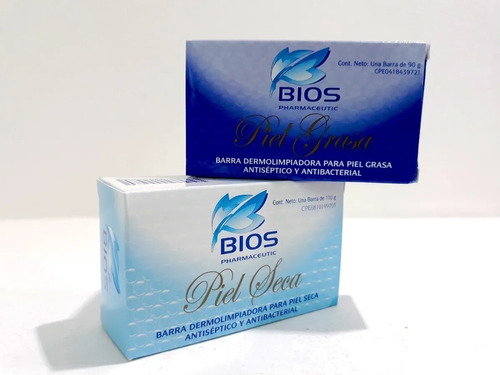 Cont. Neto: Una Barra de 90 g
CPE0418459721
BIOS
PHARMACEUTIC
Piel Grasa
BARRA DERMOLIMPIADORA PARA PIEL GRASA
ANTISÉPTICO Y ANTIBACTERIAL
Cont. Neto: Una Barra de
BIOS
PHARMACEUTIC
Piel Seca
BARRA DERMOLIMPIADORA PARA PIEL SECA
ANTISÉPTICO Y ANTIBACTERIAL